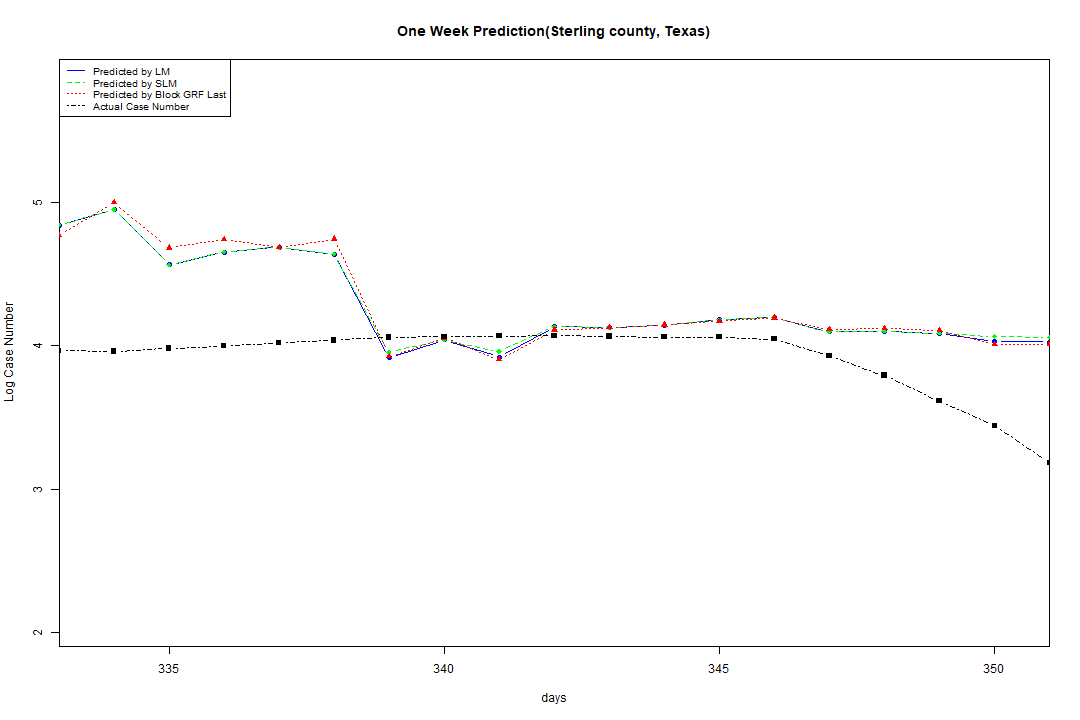 One Week Prediction(Sterling county, Texas)
Predicted by LM
Predicted by SLM
Predicted by Block GRF Last
Actual Case Number
5
4
3
2
Log Case Number
335 340 345 350
days